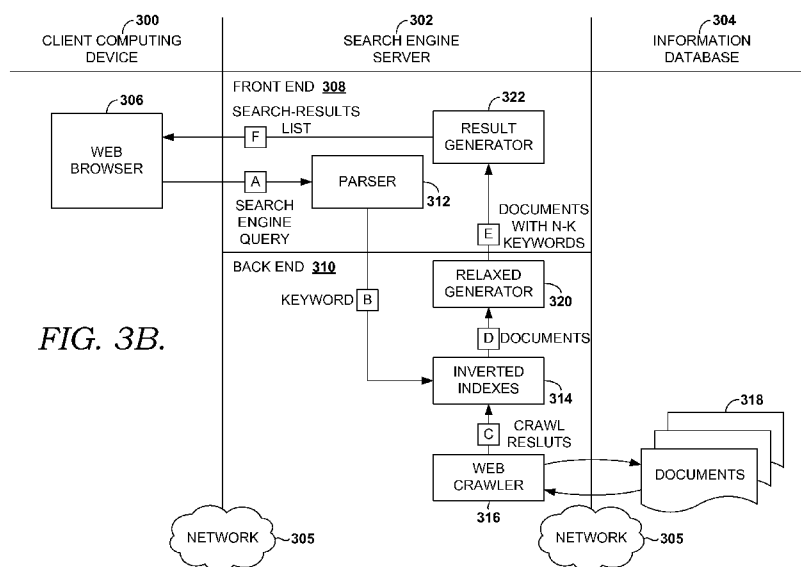 300
CLIENT COMPUTING
DEVICE
302
SEARCH ENGINE
SERVER
304
INFORMATION
DATABASE
FRONT END 308
306
WEB
BROWSER
SEARCH-RESULTS
LIST
F
322
RESULT
GENERATOR
A
SEARCH
ENGINE
QUERY
PARSER
312
E
DOCUMENTS
WITH N-K
KEYWORDS
BACK END 310
KEYWORD
B
RELAXED
GENERATOR
320
D
DOCUMENTS
FIG. 3B.
INVERTED
INDEXES
314
C
CRAWL
RESLUTS
WEB
CRAWLER
316
318
DOCUMENTS
NETWORK
305
NETWORK
305